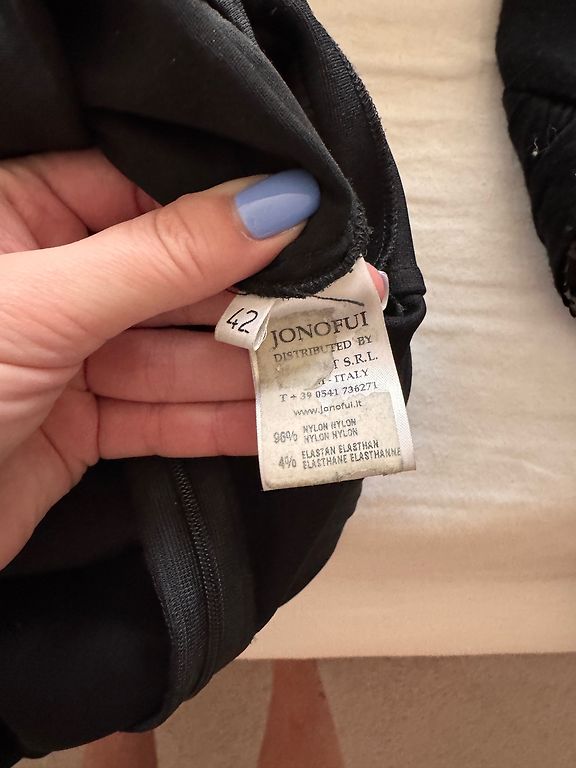 42
JONOFUI
DISTRIBUTED BY
S.R.L.
-ITALY
T + 39 0541 736271
www.Jonofui.it
96% NYLON NYLON
NYLON NYLON
4% ELASTAN ELASTHAN
ELASTHANE ELASTHANNE